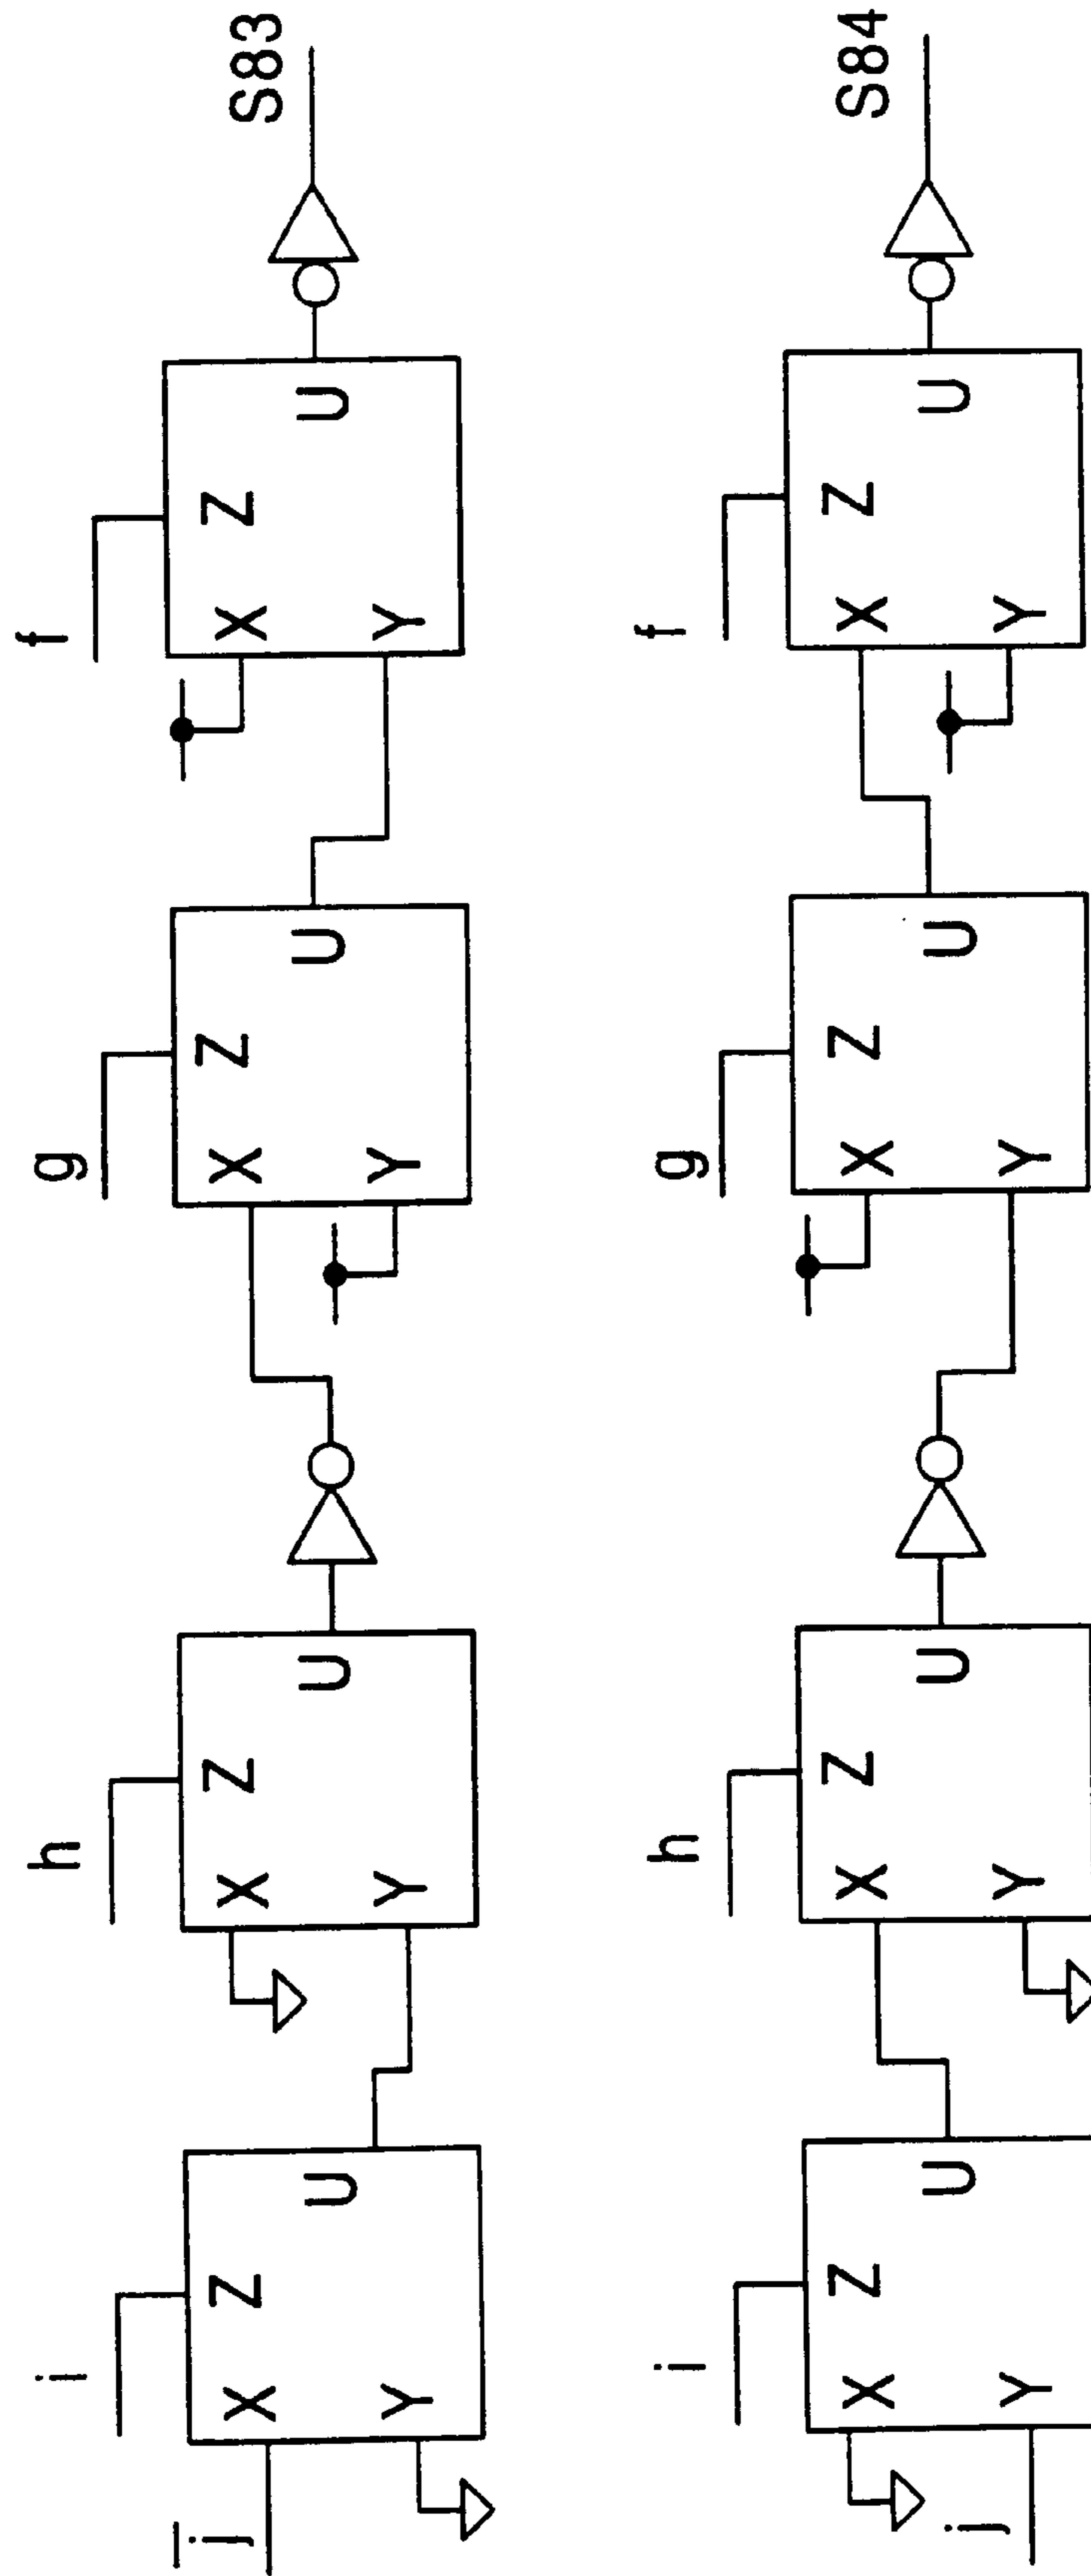 i h g f
Z Z Z Z
X X X X
j̅ U U U U S83
Y Y Y Y
i h g f
Z Z Z Z
X X X X
j U U U U S84
Y Y Y Y